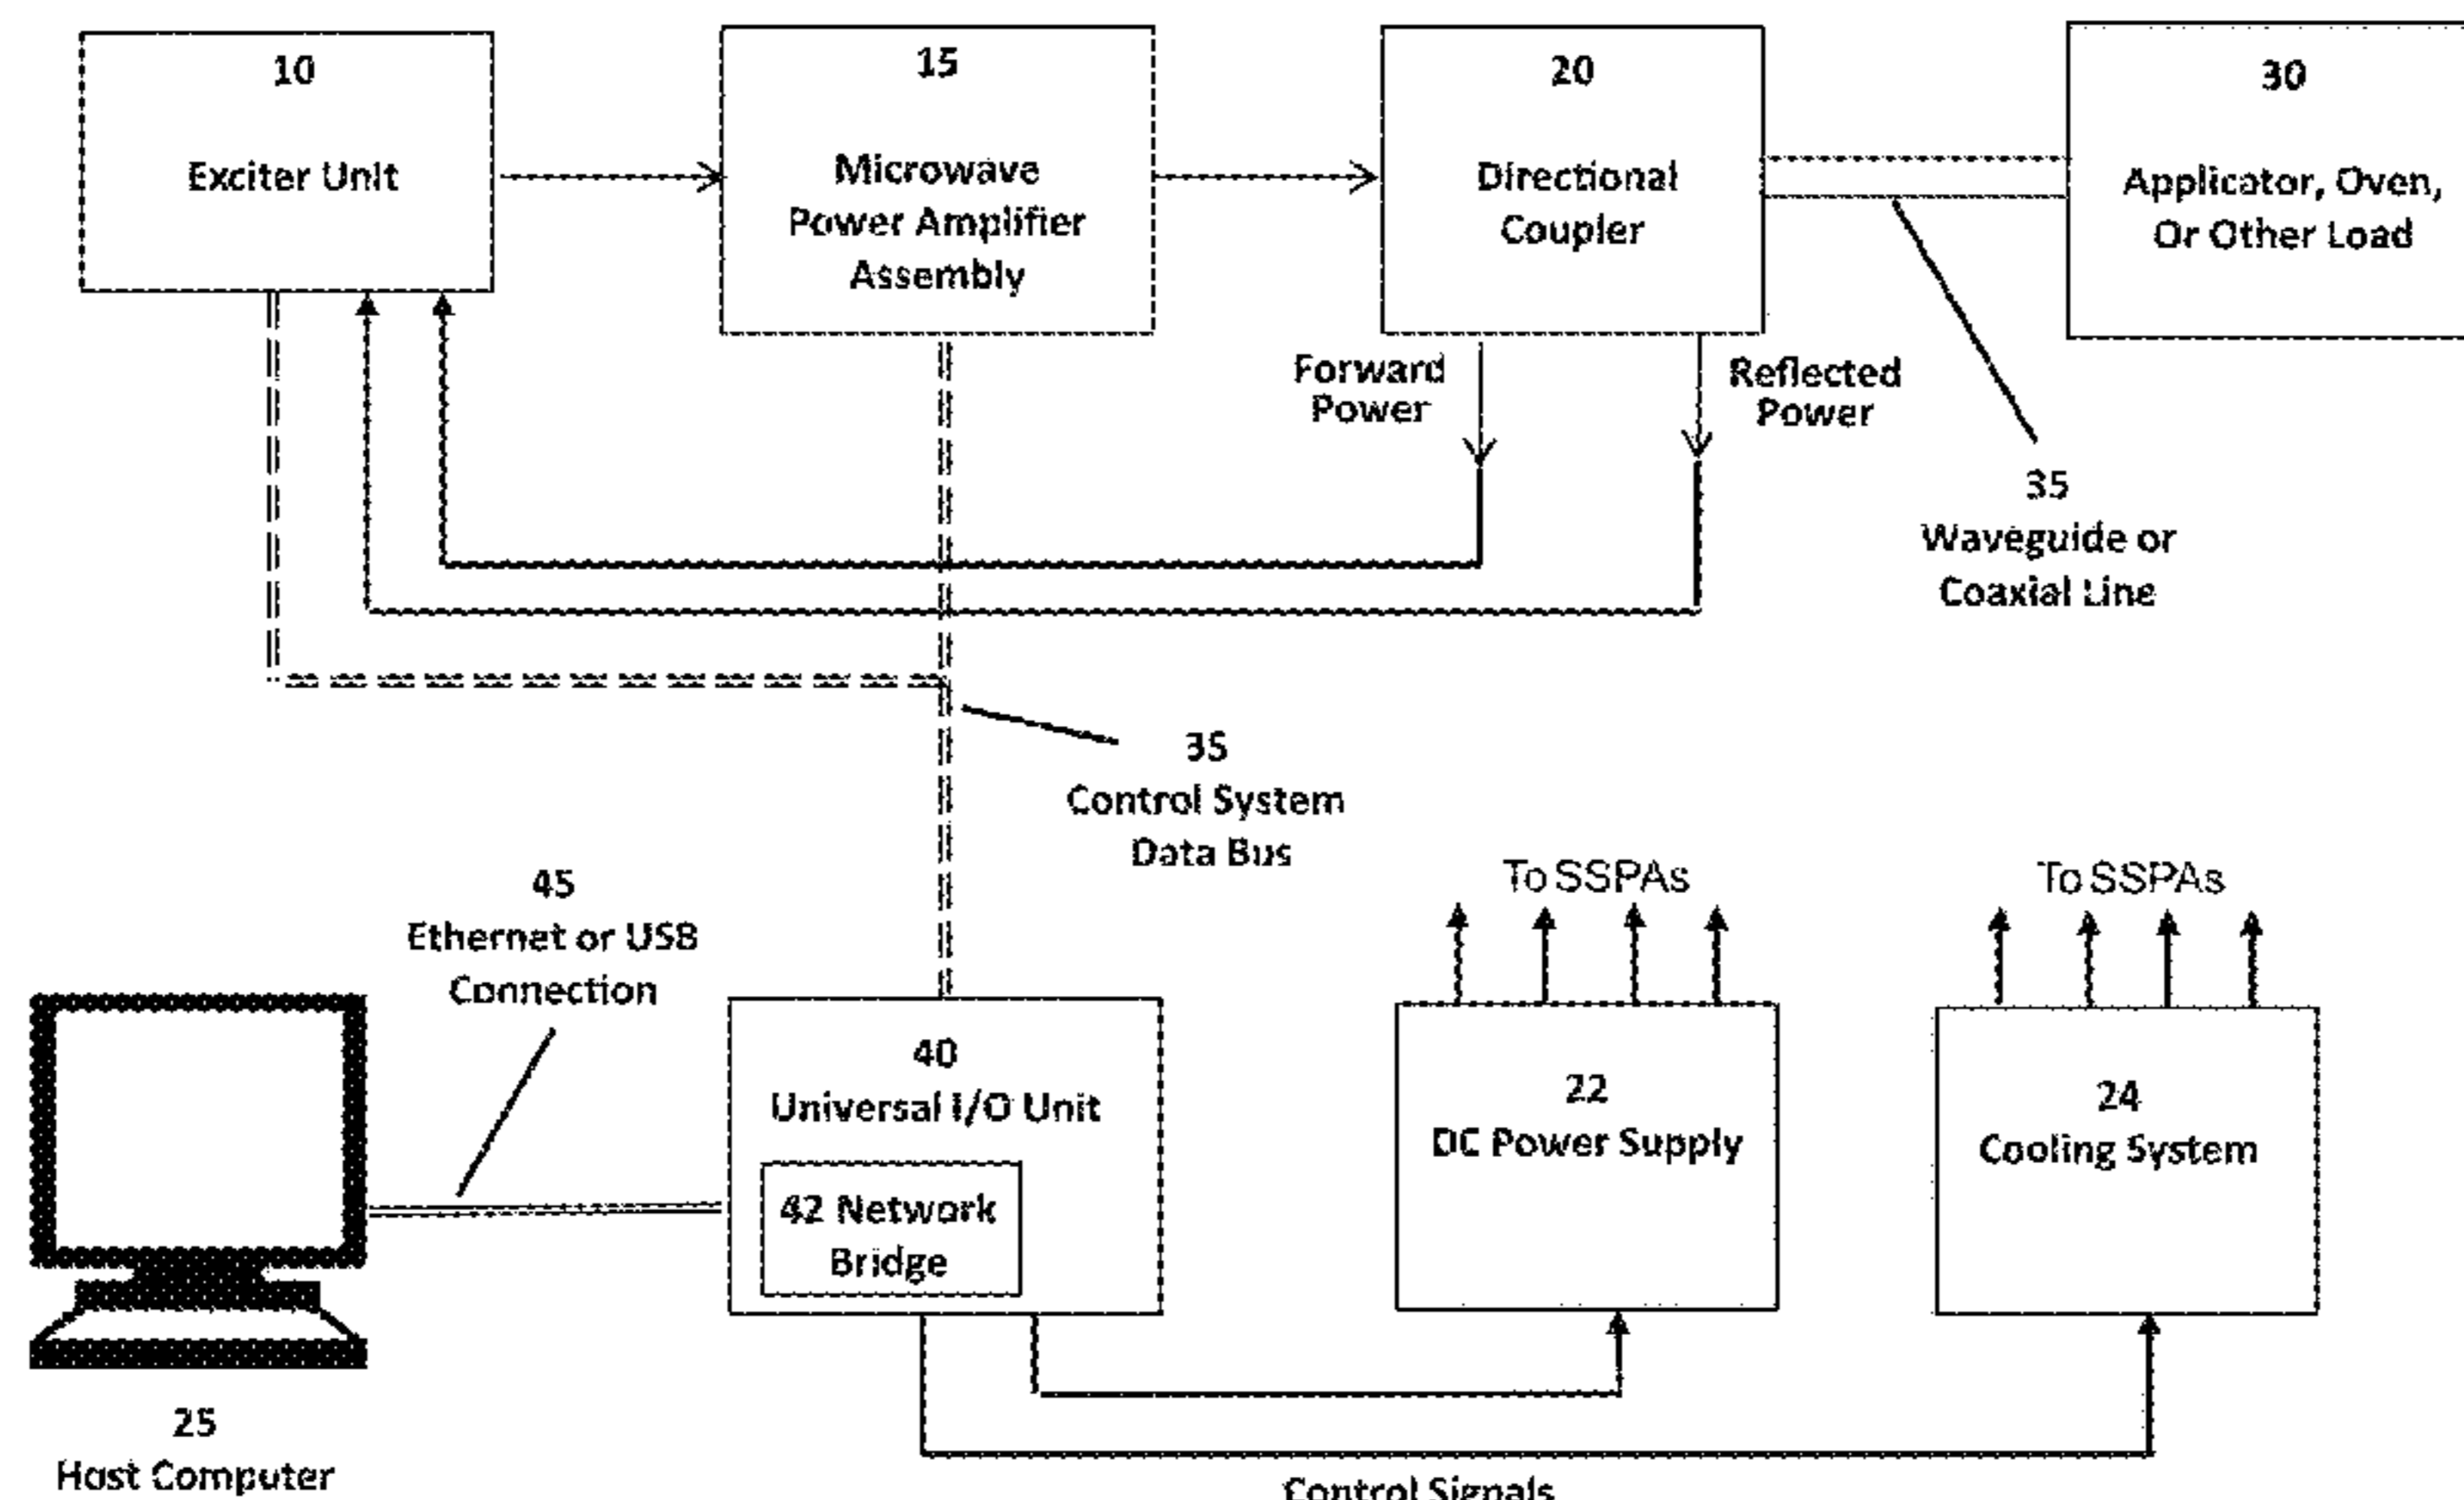 10
Exciter Unit
15
Microwave
Power Amplifier
Assembly
20
Directional
Coupler
30
Applicator, Oven,
Or Other Load
Forward
Power
Reflected
Power
35
Waveguide or
Coaxial Line
35
Control System
Data Bus
45
Ethernet or USB
Connection
To SSPAs
To SSPAs
40
Universal I/O Unit
42 Network
Bridge
22
DC Power Supply
24
Cooling System
25
Host Computer
Control Signals